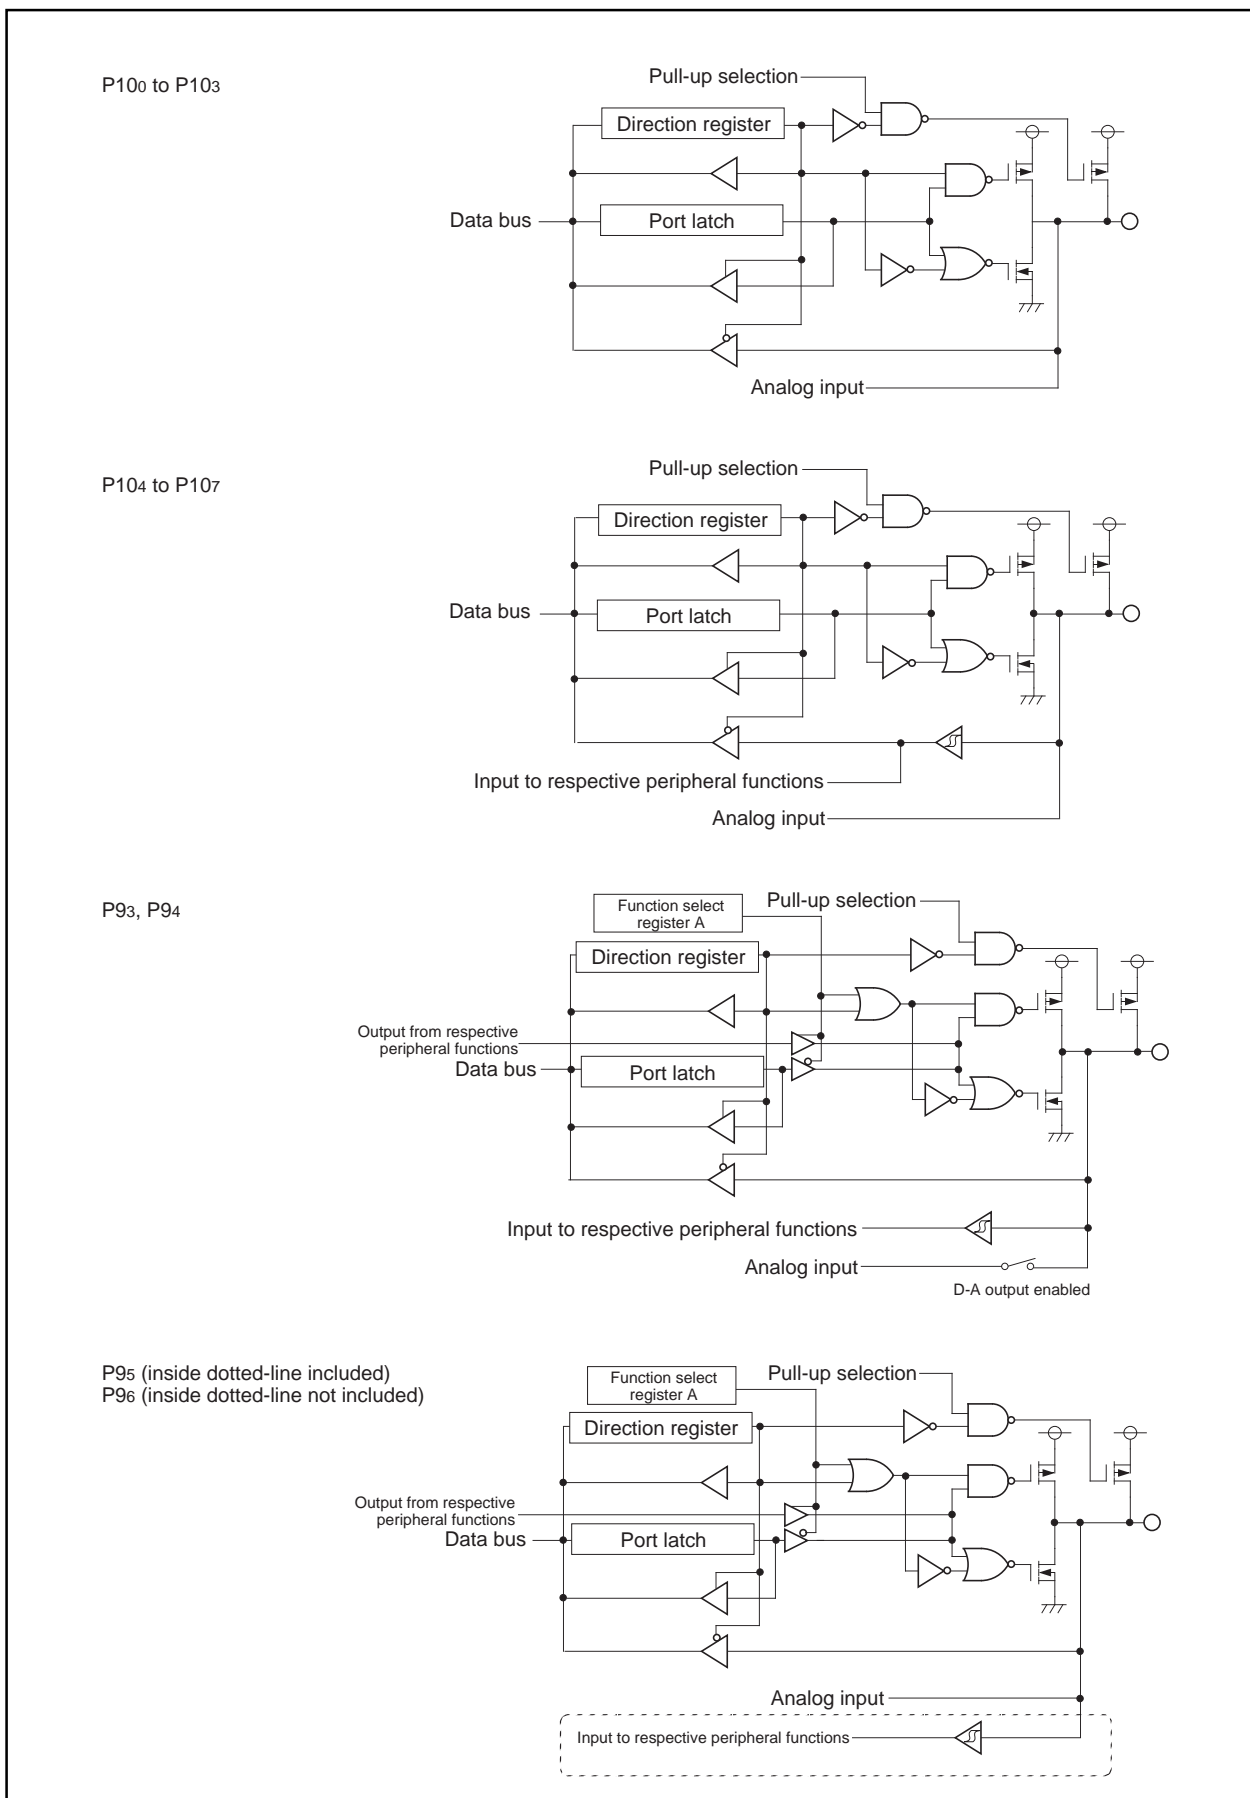 P100 to P103
Pull-up selection
Direction register
Data bus
Port latch
Analog input
P104 to P107
Pull-up selection
Direction register
Data bus
Port latch
Input to respective peripheral functions
Analog input
P93, P94
Function select
register A
Pull-up selection
Direction register
Output from respective
peripheral functions
Data bus
Port latch
Input to respective peripheral functions
Analog input
D-A output enabled
P95 (inside dotted-line included)
P96 (inside dotted-line not included)
Function select
register A
Pull-up selection
Direction register
Output from respective
peripheral functions
Data bus
Port latch
Analog input
Input to respective peripheral functions